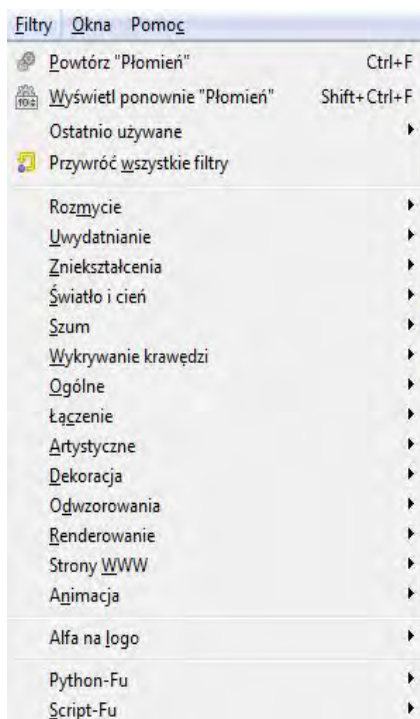 Filtry Okna Pomoc
Powtórz "Płomień" Ctrl+F
Wyświetl ponownie "Płomień" Shift+Ctrl+F
Ostatnio używane
Przywróć wszystkie filtry
Rozmycie
Uwydatnianie
Zniekształcenia
Światło i cień
Szum
Wykrywanie krawędzi
Ogólne
Łączenie
Artystyczne
Dekoracja
Odwzorowania
Renderowanie
Strony WWW
Animacja
Alfa na logo
Python-Fu
Script-Fu